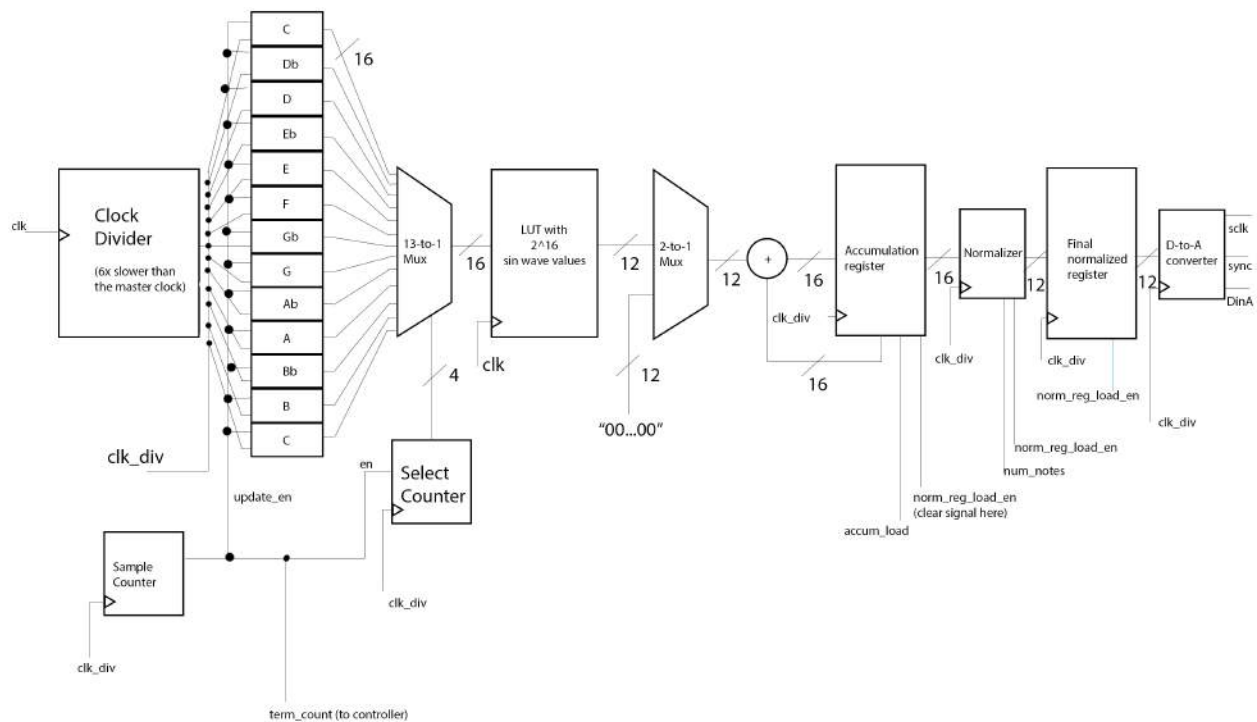 clk
Clock
Divider
(6x slower than
the master clock)
C
Db
D
Eb
E
F
Gb
G
Ab
A
Bb
B
C
16
clk_div
update_en
Sample
Counter
clk_div
term_count (to controller)
13-to-1
Mux
4
en
Select
Counter
clk_div
16
LUT with
2^16
sin wave values
clk
12
12
"00...00"
2-to-1
Mux
12
+
16
16
clk_div
Accumulation
register
accum_load
norm_reg_load_en
(clear signal here)
16
Normalizer
clk_div
num_notes
norm_reg_load_en
12
Final
normalized
register
clk_div
norm_reg_load_en
12
D-to-A
converter
clk_div
sclk
sync
DinA